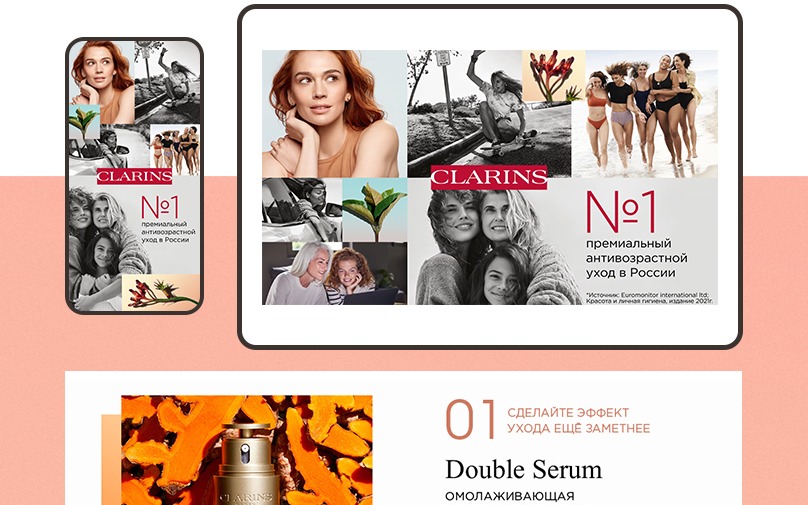 CLARINS
№1
премиальный
антивозрастной
уход в России
CLARINS
№1
премиальный
антивозрастной
уход в России
*Источник: Euromonitor international ltd;
Красота и личная гигиена, издание 2021г.
01
СДЕЛАЙТЕ ЭФФЕКТ
УХОДА ЕЩЁ ЗАМЕТНЕЕ
Double Serum
ОМОЛАЖИВАЮЩАЯ
CLARINS